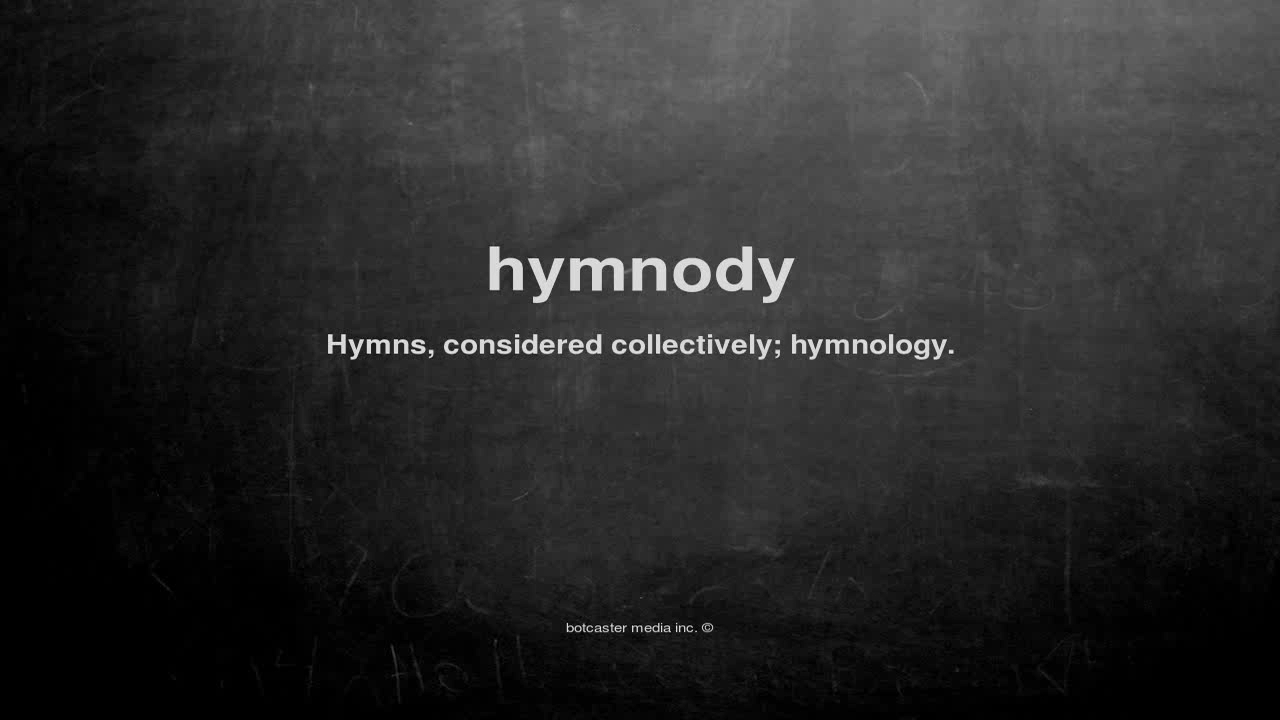 hymnody
Hymns, considered collectively; hymnology.
botcaster media inc. ©